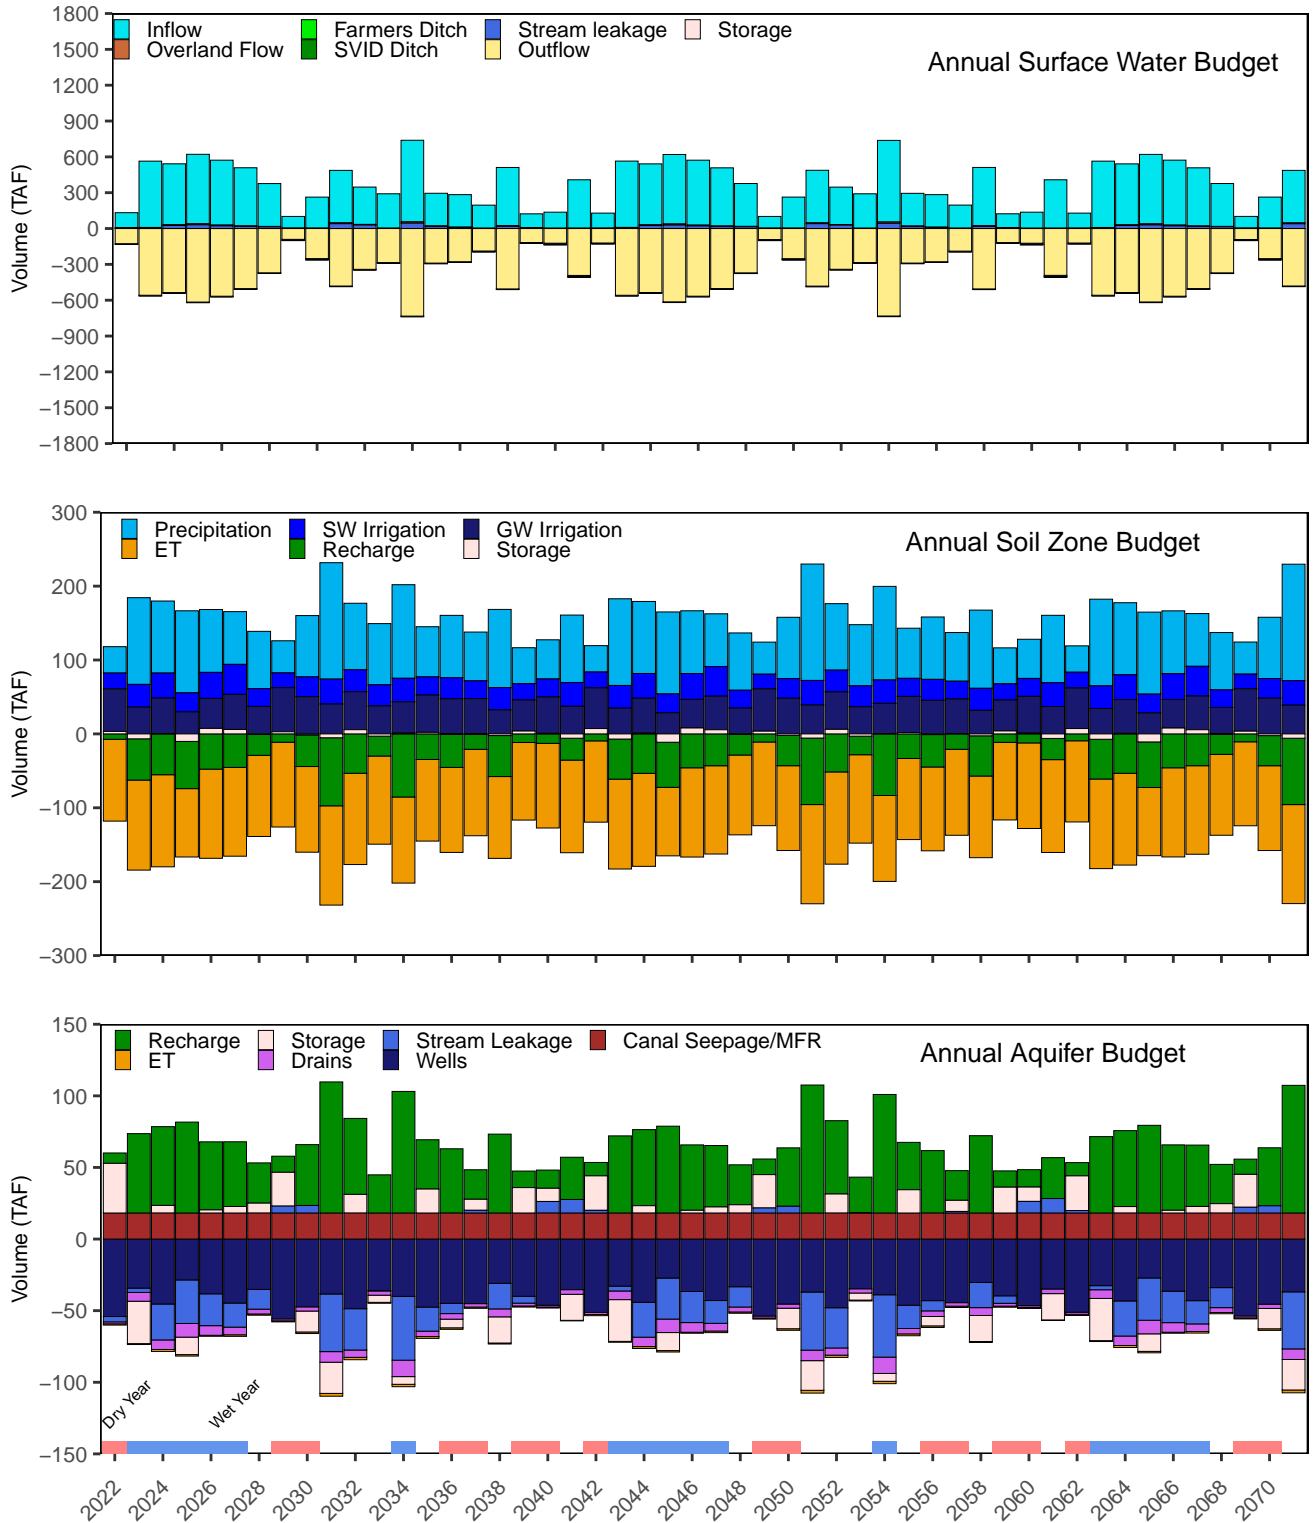 Inflow Farmers Ditch Stream leakage Storage
Overland Flow SVID Ditch Outflow
Annual Surface Water Budget
Volume (TAF)
1800
1500
1200
900
600
300
0
−300
−600
−900
−1200
−1500
−1800
Precipitation SW Irrigation GW Irrigation
ET Recharge Storage
Annual Soil Zone Budget
300
200
100
0
−100
−200
−300
Recharge Storage Stream Leakage Canal Seepage/MFR
ET Drains Wells
Annual Aquifer Budget
Volume (TAF)
150
100
50
0
−50
−100
−150
Dry Year Wet Year
2022 2024 2026 2028 2030 2032 2034 2036 2038 2040 2042 2044 2046 2048 2050 2052 2054 2056 2058 2060 2062 2064 2066 2068 2070